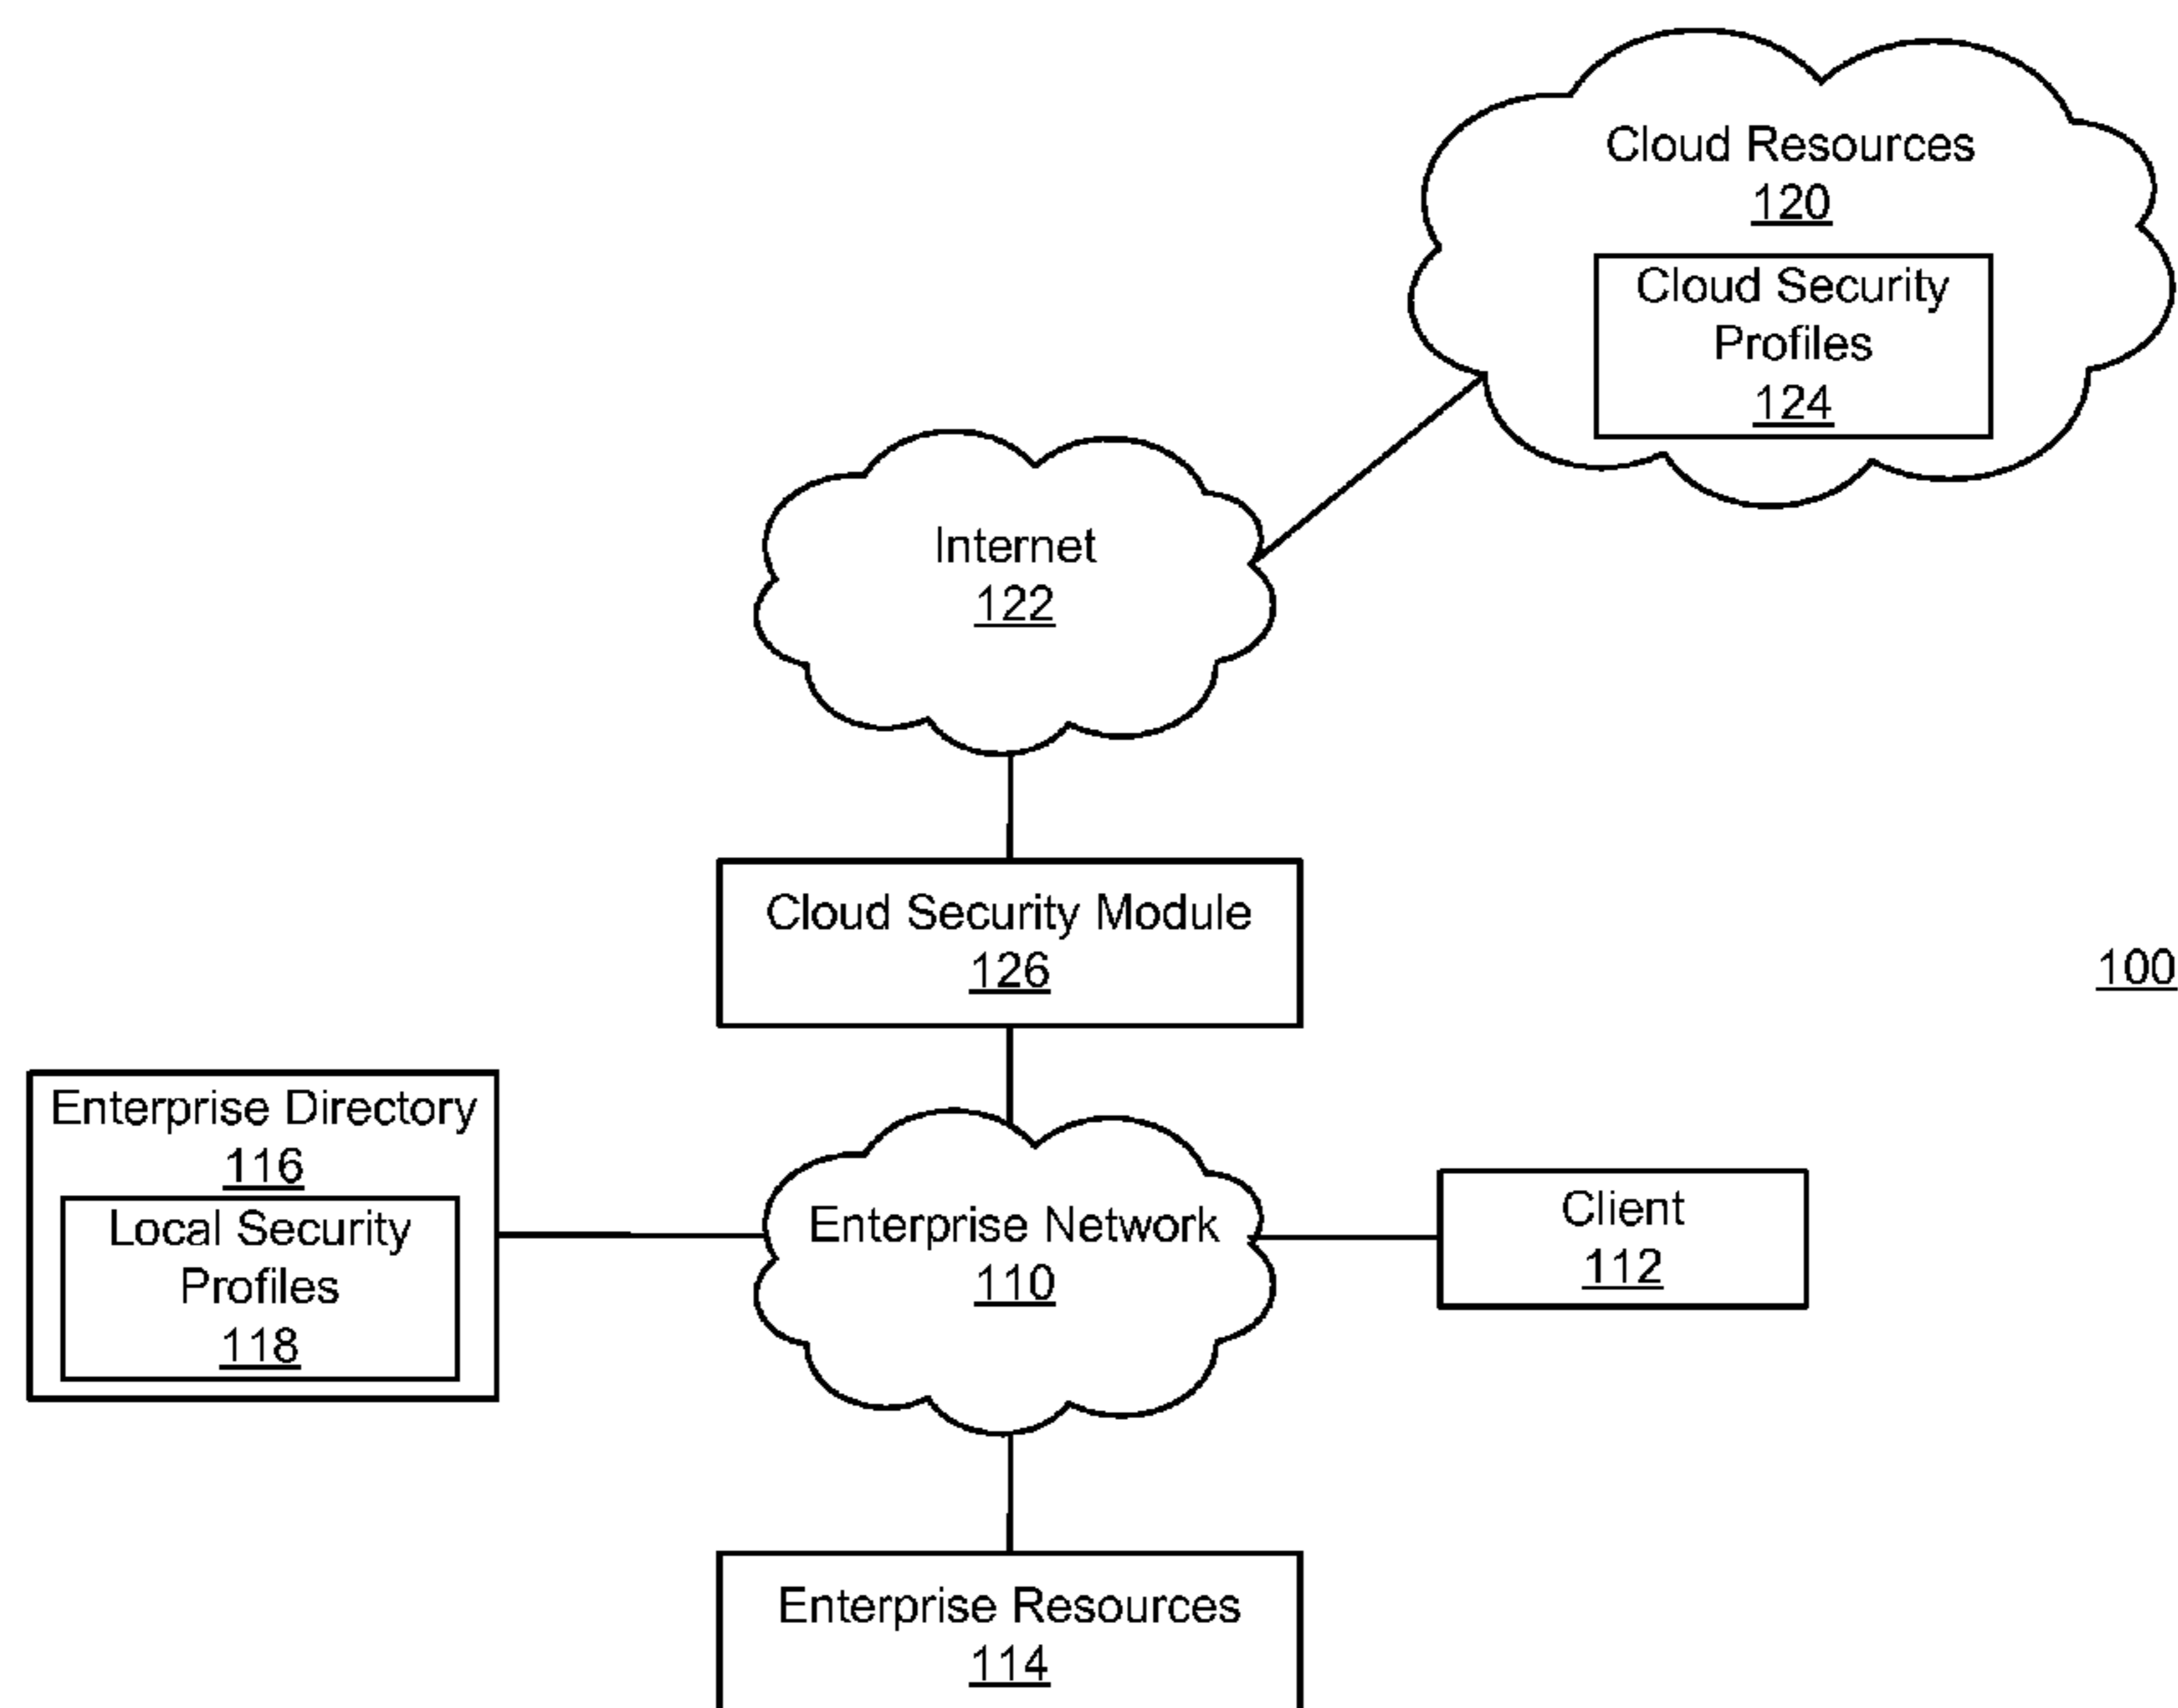 Cloud Resources
120
Cloud Security
Profiles
124
Internet
122
Cloud Security Module
126
100
Enterprise Directory
116
Local Security
Profiles
118
Enterprise Network
110
Client
112
Enterprise Resources
114